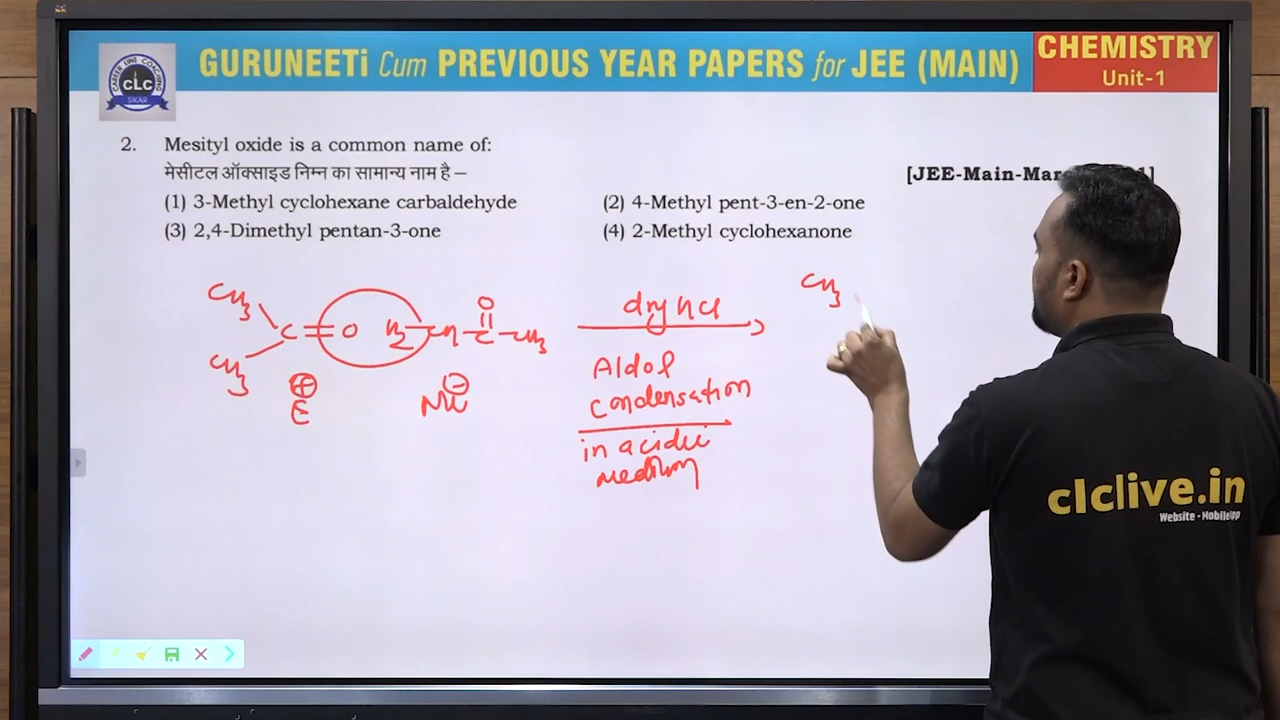 GURUNEETi Cum PREVIOUS YEAR PAPERS for JEE (MAIN)
CHEMISTRY
Unit-1
CAREER LINE COACHING
CLC
SIKAR
2. Mesityl oxide is a common name of:
मेसीटल ऑक्साइड निम्न का सामान्य नाम है –
[JEE-Main-Mar
(1) 3-Methyl cyclohexane carbaldehyde
(2) 4-Methyl pent-3-en-2-one
(3) 2,4-Dimethyl pentan-3-one
(4) 2-Methyl cyclohexanone
CH3
CH3
C=O H2 CH-C-CH3
O
⊕
E
⊖
Nu
dry HCl
Aldol
condensation
in acidic
medium
CH3
clclive.in
Website - MobileApp